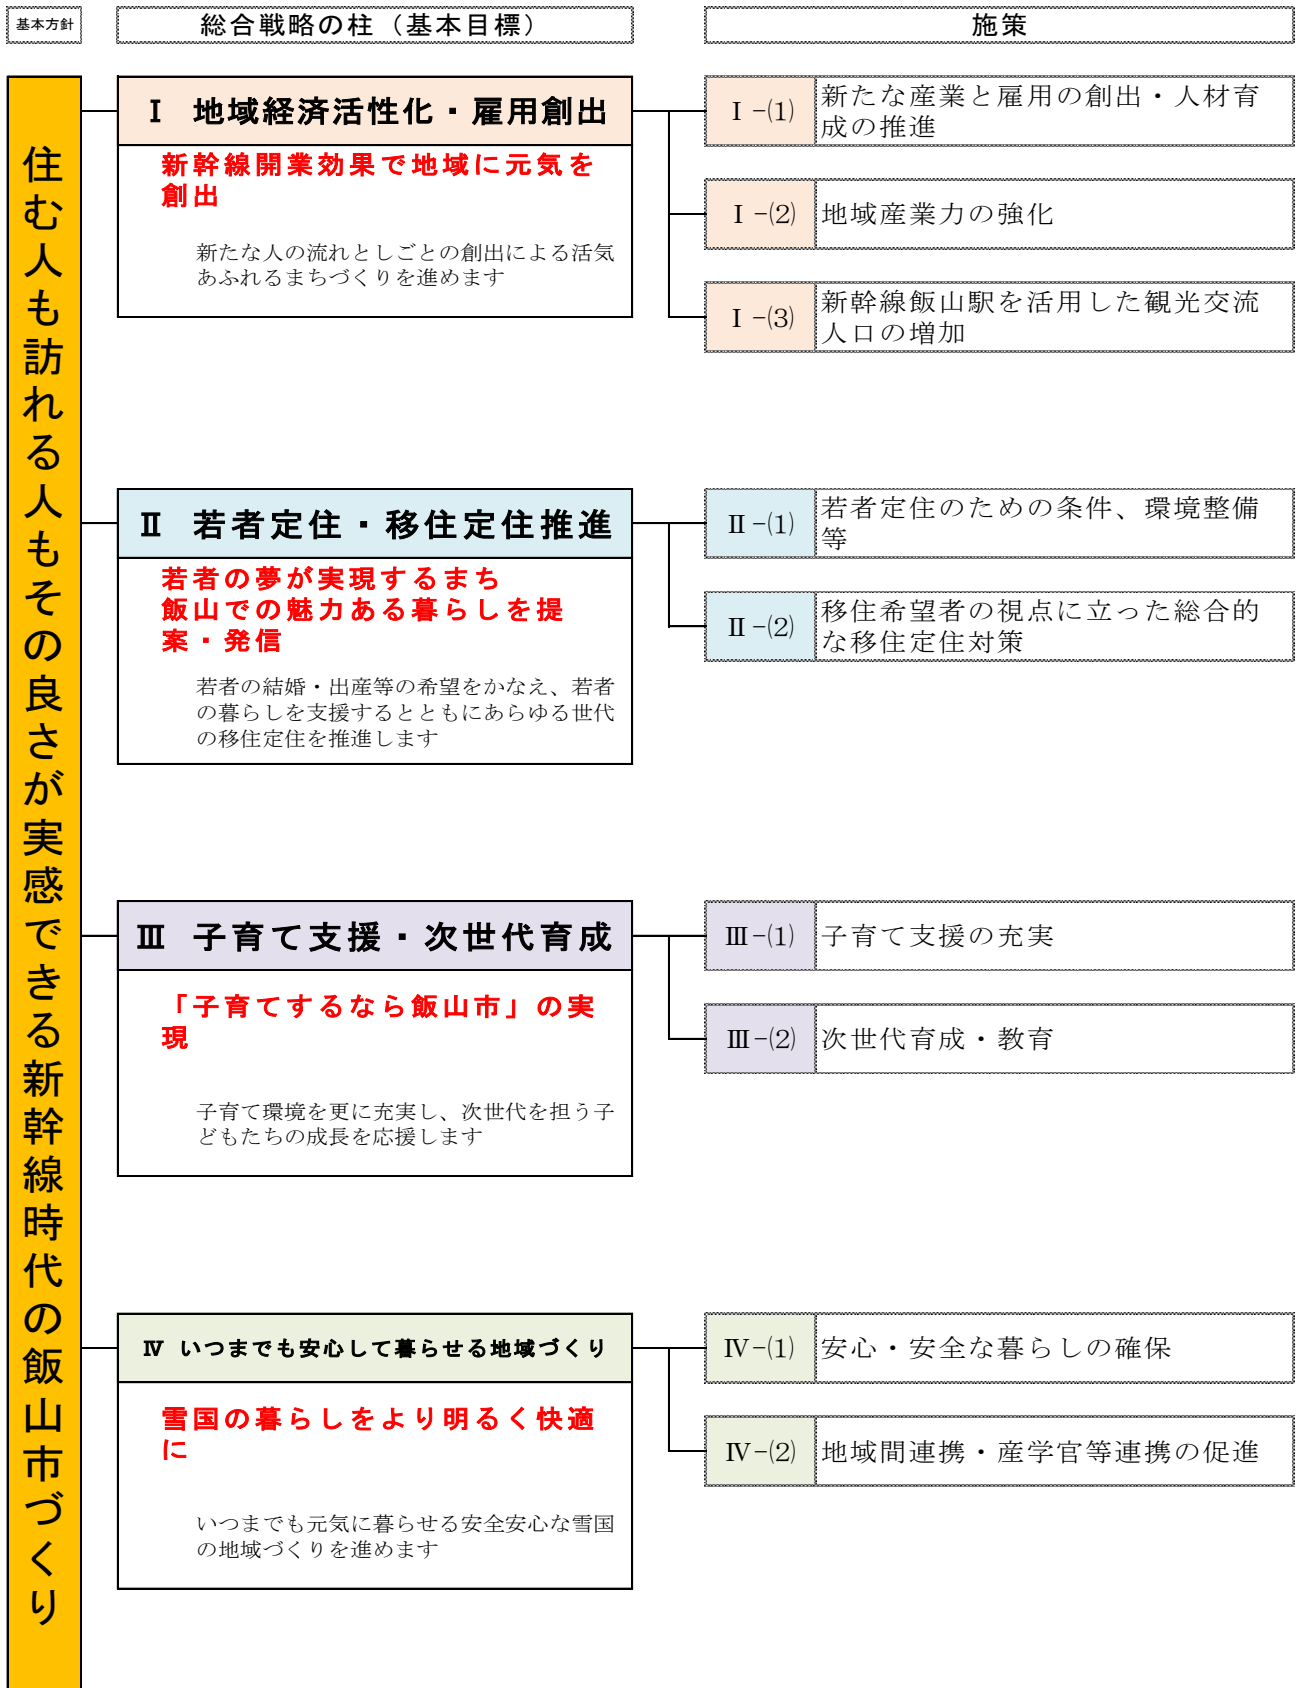 基本方針
総合戦略の柱（基本目標）
施策
住む人も訪れる人もその良さが実感できる新幹線時代の飯山市づくり
Ⅰ 地域経済活性化・雇用創出
新幹線開業効果で地域に元気を
創出
新たな人の流れとしごとの創出による活気
あふれるまちづくりを進めます
Ⅰ-⑴
新たな産業と雇用の創出・人材育
成の推進
Ⅰ-⑵
地域産業力の強化
Ⅰ-⑶
新幹線飯山駅を活用した観光交流
人口の増加
Ⅱ 若者定住・移住定住推進
若者の夢が実現するまち
飯山での魅力ある暮らしを提
案・発信
若者の結婚・出産等の希望をかなえ、若者
の暮らしを支援するとともにあらゆる世代
の移住定住を推進します
Ⅱ-⑴
若者定住のための条件、環境整備
等
Ⅱ-⑵
移住希望者の視点に立った総合的
な移住定住対策
Ⅲ 子育て支援・次世代育成
「子育てするなら飯山市」の実
現
子育て環境を更に充実し、次世代を担う子
どもたちの成長を応援します
Ⅲ-⑴
子育て支援の充実
Ⅲ-⑵
次世代育成・教育
Ⅳ いつまでも安心して暮らせる地域づくり
雪国の暮らしをより明るく快適
に
いつまでも元気に暮らせる安全安心な雪国
の地域づくりを進めます
Ⅳ-⑴
安心・安全な暮らしの確保
Ⅳ-⑵
地域間連携・産学官等連携の促進